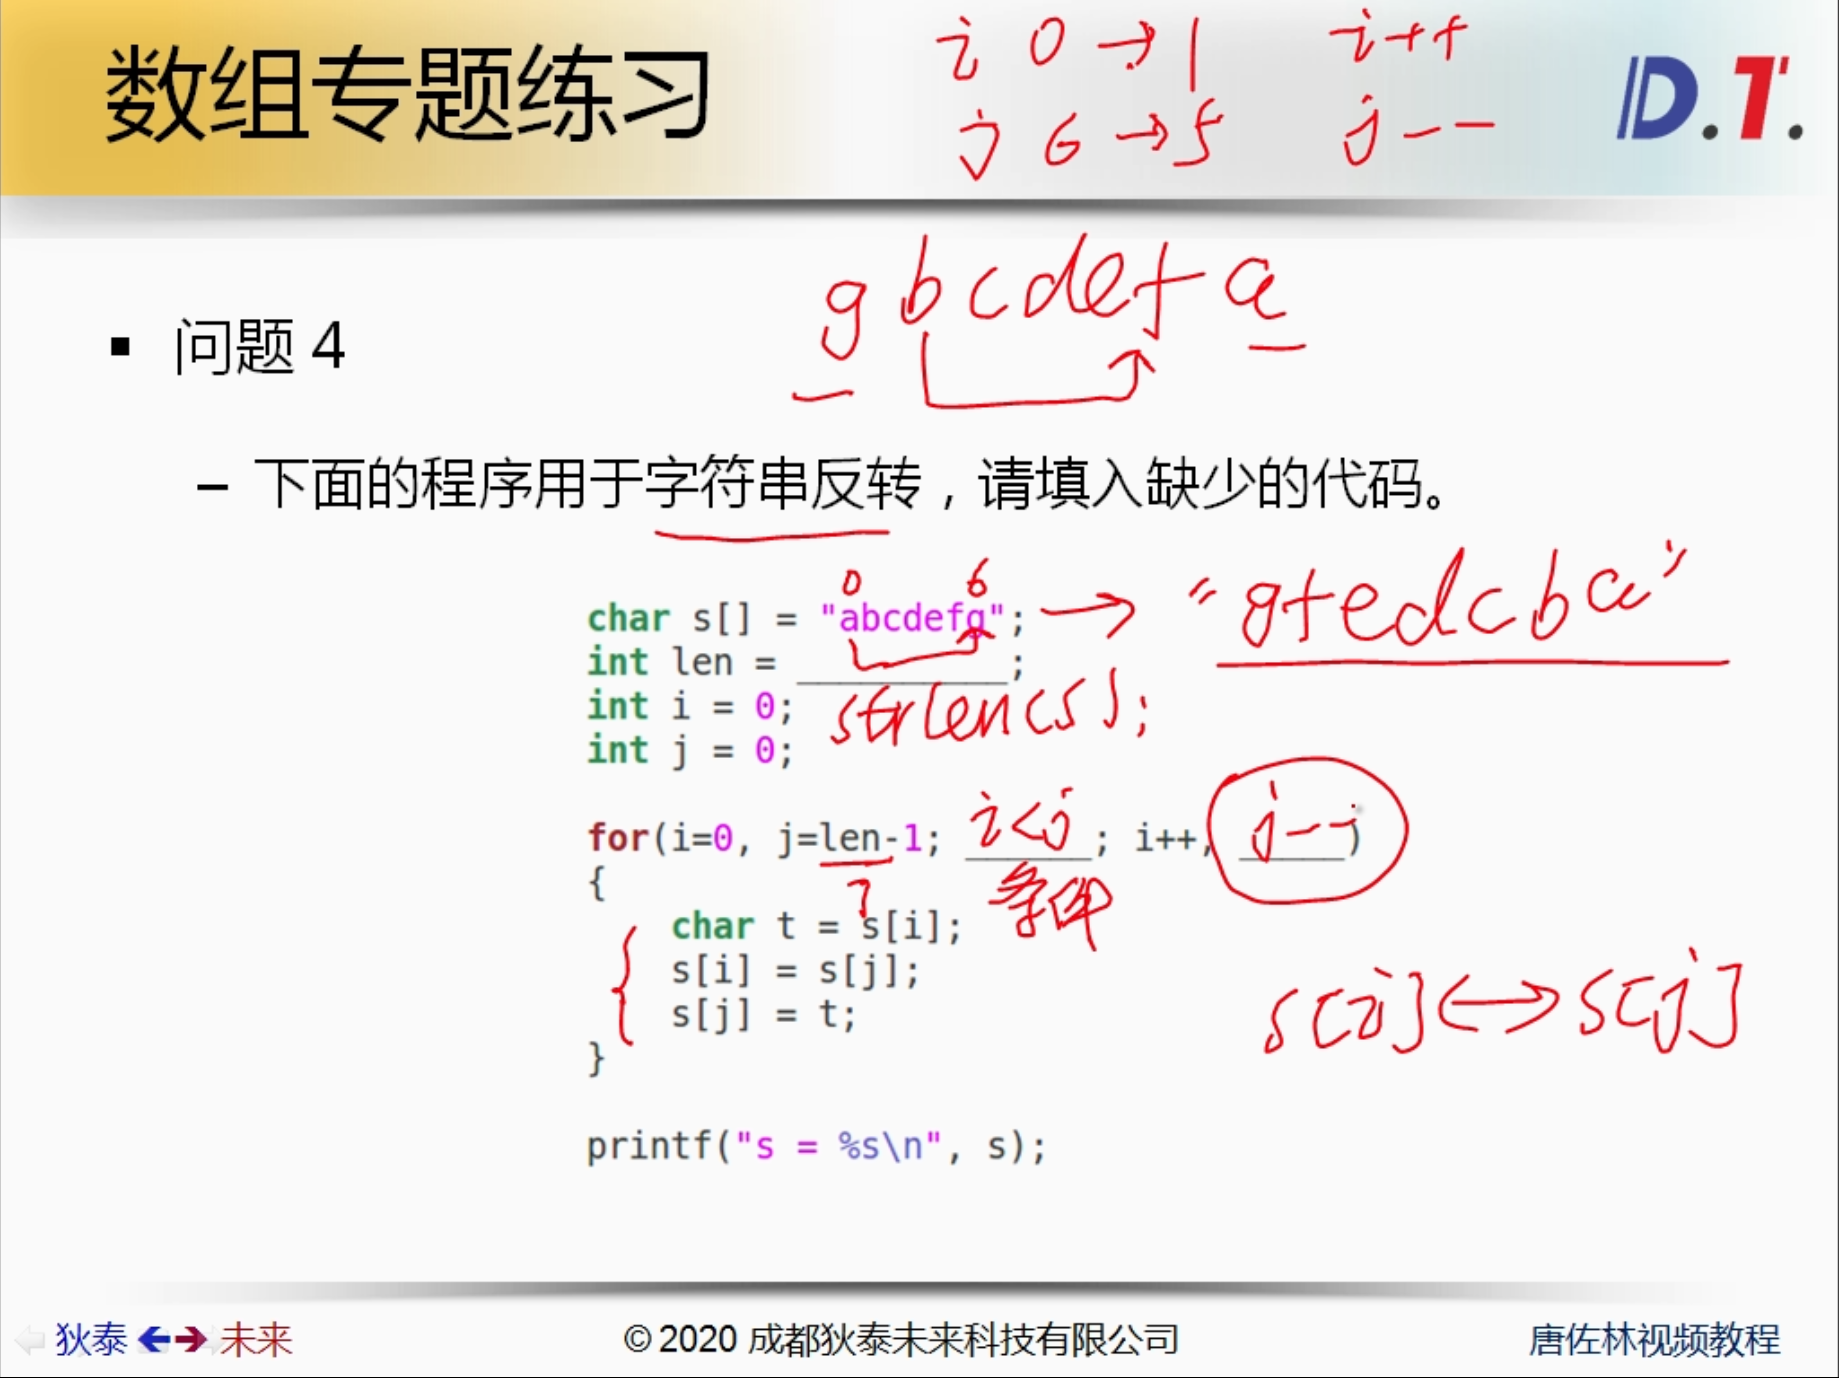 数组专题练习
i 0 → 1 i++
j 6 → 5 j--
D.T.
gbcdefa
▪ 问题 4
– 下面的程序用于字符串反转，请填入缺少的代码。
0 6
char s[] = "abcdefg"; → "gfedcba"
int len = __________;
strlen(s);
int i = 0;
int j = 0;
for(i=0, j=len-1; i<j; i++, j--)
7 条件
{
char t = s[i];
s[i] = s[j];
s[j] = t;
s[i] ↔ s[j]
}
printf("s = %s\n", s);
狄泰 未来
© 2020 成都狄泰未来科技有限公司
唐佐林视频教程